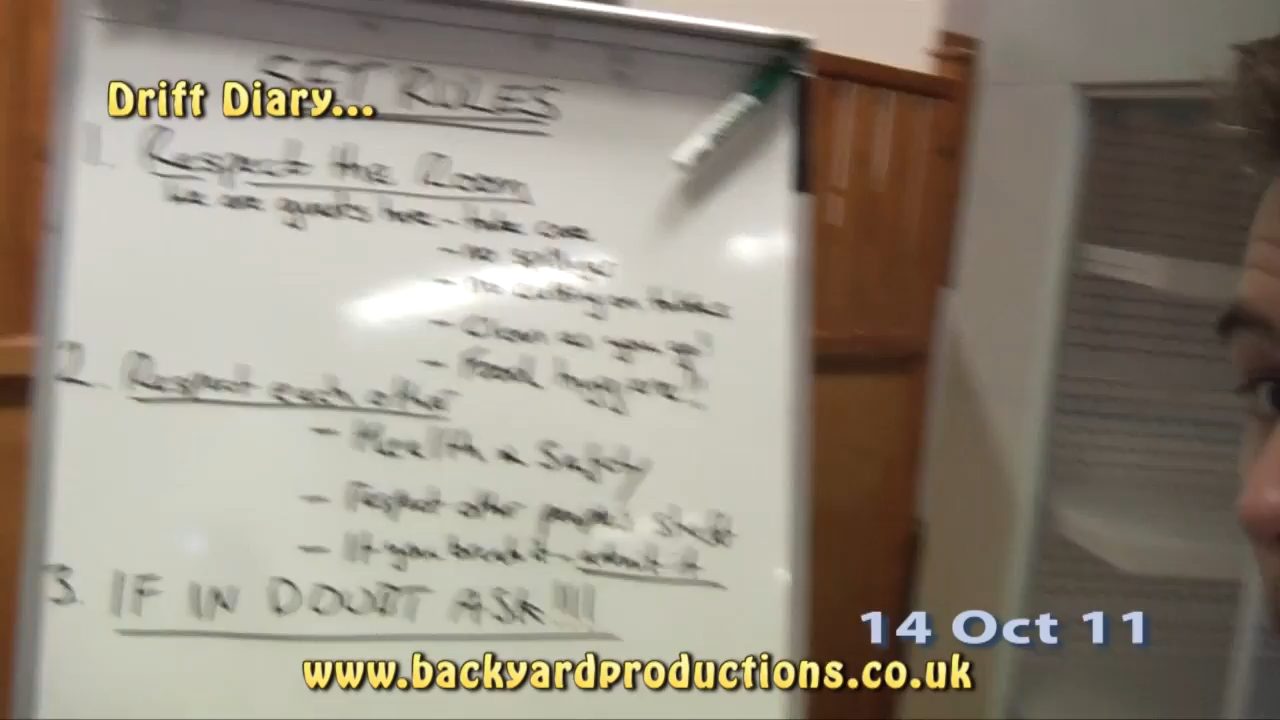 Drift Diary...
SET RULES
1. Respect the Room
We are guests here - take care
- no spillages
- no cutting on tables
- Clean as you go!
- Food hygiene!!
2. Respect each other
- Health & Safety
- respect other people's stuff
- If you break it - admit it
3. IF IN DOUBT ASK!!!
14 Oct 11
www.backyardproductions.co.uk